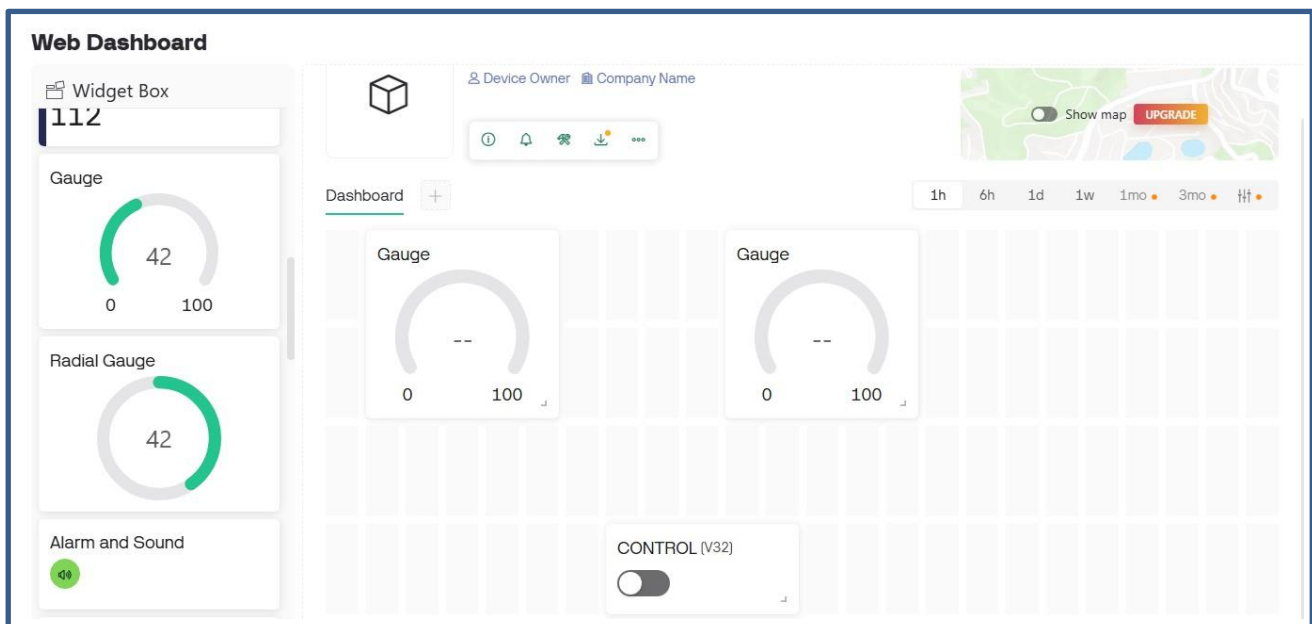 Web Dashboard
Widget Box
112
Gauge
42
0 100
Radial Gauge
42
Alarm and Sound
Device Owner Company Name
Show map UPGRADE
Dashboard +
1h 6h 1d 1w 1mo 3mo
Gauge
--
0 100
Gauge
--
0 100
CONTROL (V32)